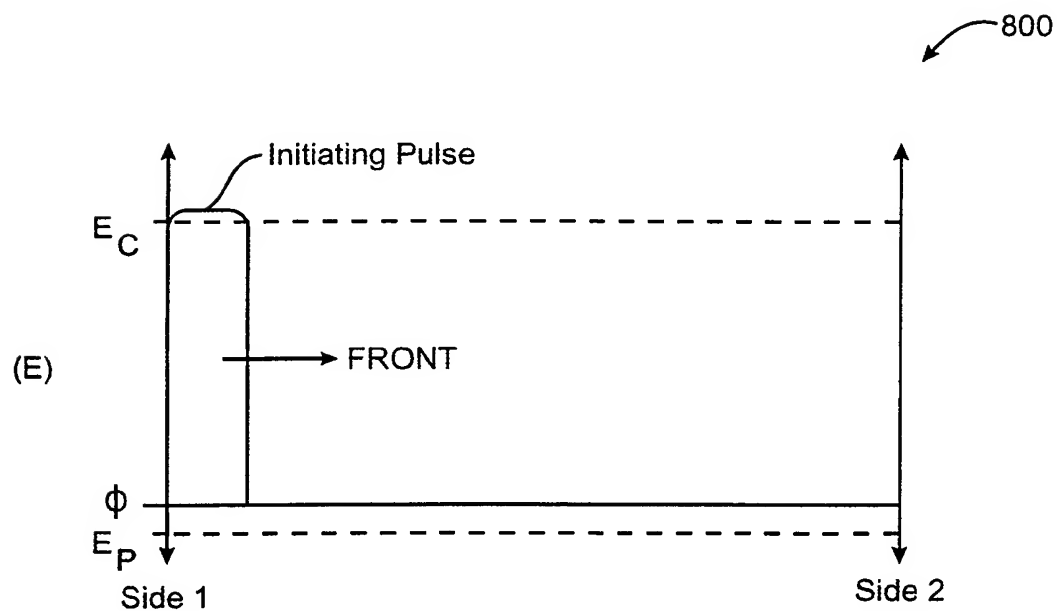 800
Initiating Pulse
E_C
(E)
FRONT
ϕ
E_P
Side 1
Side 2